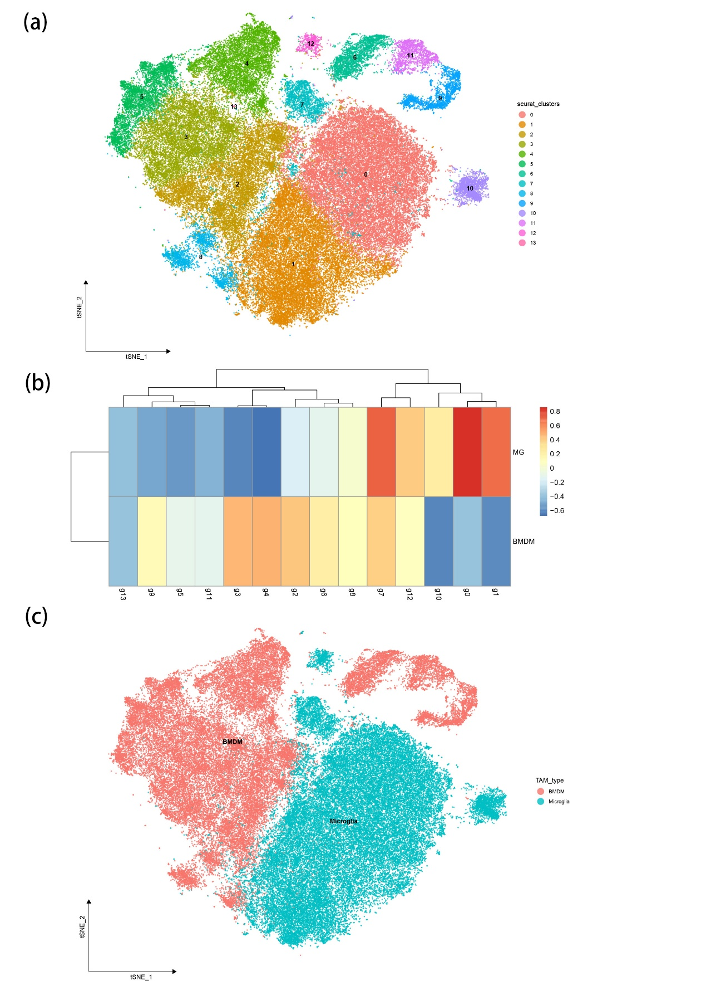 (a)
12
6
11
4
5
7
9
13
3
0
2
10
8
1
seurat_clusters
0
1
2
3
4
5
6
7
8
9
10
11
12
13
tSNE_2
tSNE_1
(b)
0.8
0.6
0.4
0.2
0
−0.2
−0.4
−0.6
MG
BMDM
g13 g9 g5 g11 g3 g4 g2 g6 g8 g7 g12 g10 g0 g1
(c)
BMDM
Microglia
TAM_type
BMDM
Microglia
tSNE_2
tSNE_1